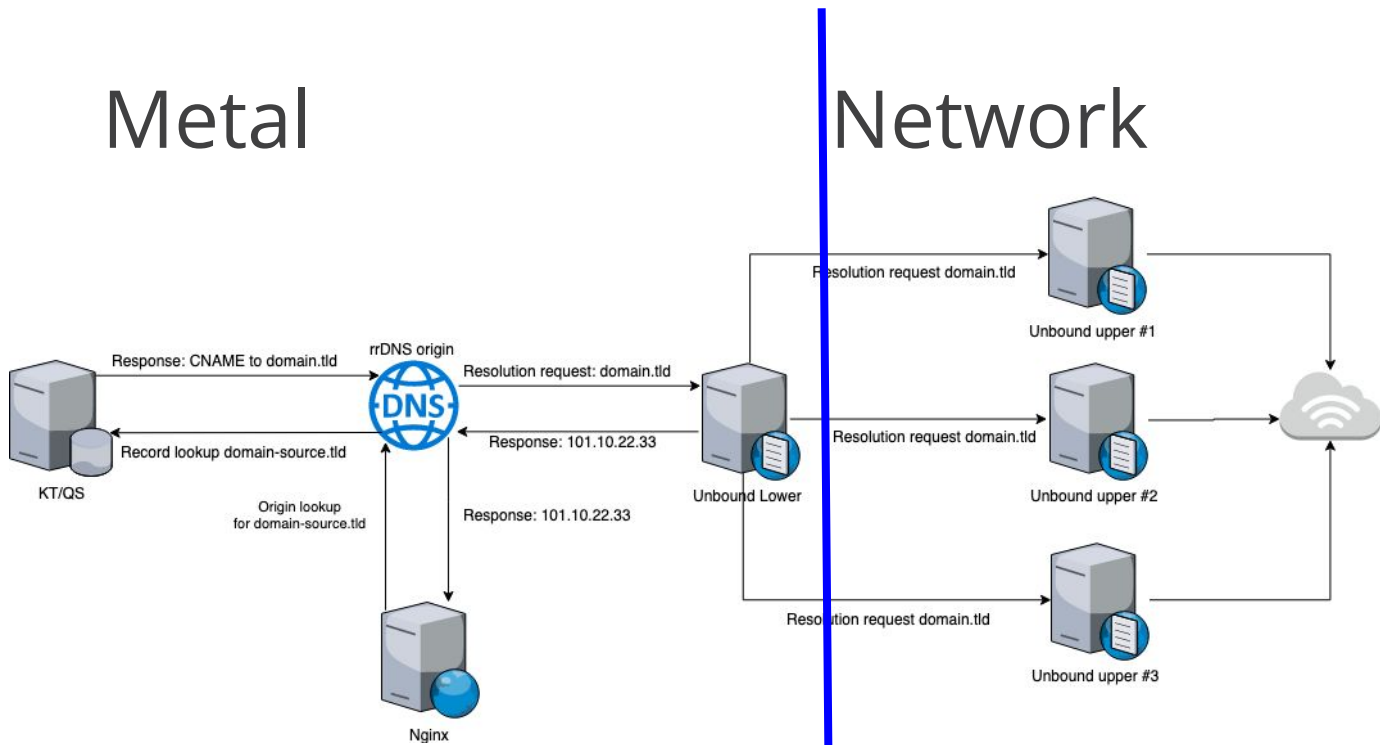 Metal
Network
Resolution request domain.tld
Unbound upper #1
rrDNS origin
Response: CNAME to domain.tld
Resolution request: domain.tld
DNS
Response: 101.10.22.33
Resolution request domain.tld
Record lookup domain-source.tld
KT/QS
Unbound Lower
Unbound upper #2
Origin lookup
for domain-source.tld
Response: 101.10.22.33
Resolution request domain.tld
Unbound upper #3
Nginx